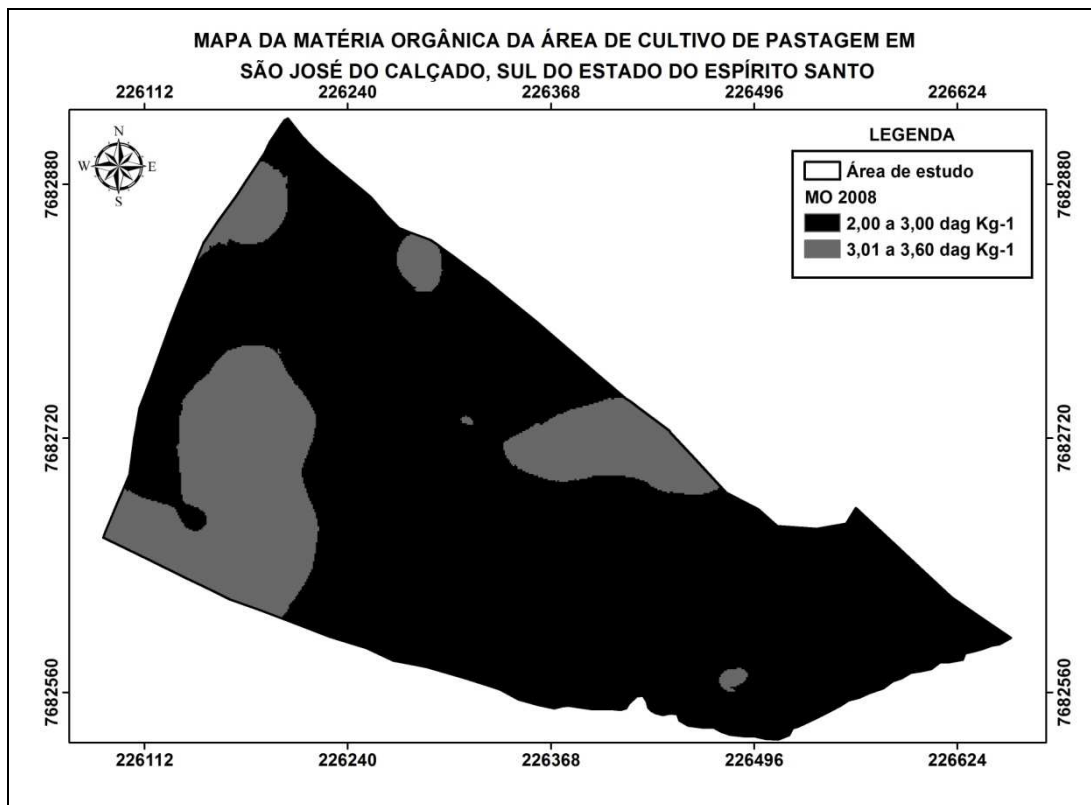 MAPA DA MATÉRIA ORGÂNICA DA ÁREA DE CULTIVO DE PASTAGEM EM
SÃO JOSÉ DO CALÇADO, SUL DO ESTADO DO ESPÍRITO SANTO
226112 226240 226368 226496 226624
N
W E
S
LEGENDA
Área de estudo
MO 2008
2,00 a 3,00 dag Kg-1
3,01 a 3,60 dag Kg-1
7682880 7682880
7682720 7682720
7682560 7682560
226112 226240 226368 226496 226624